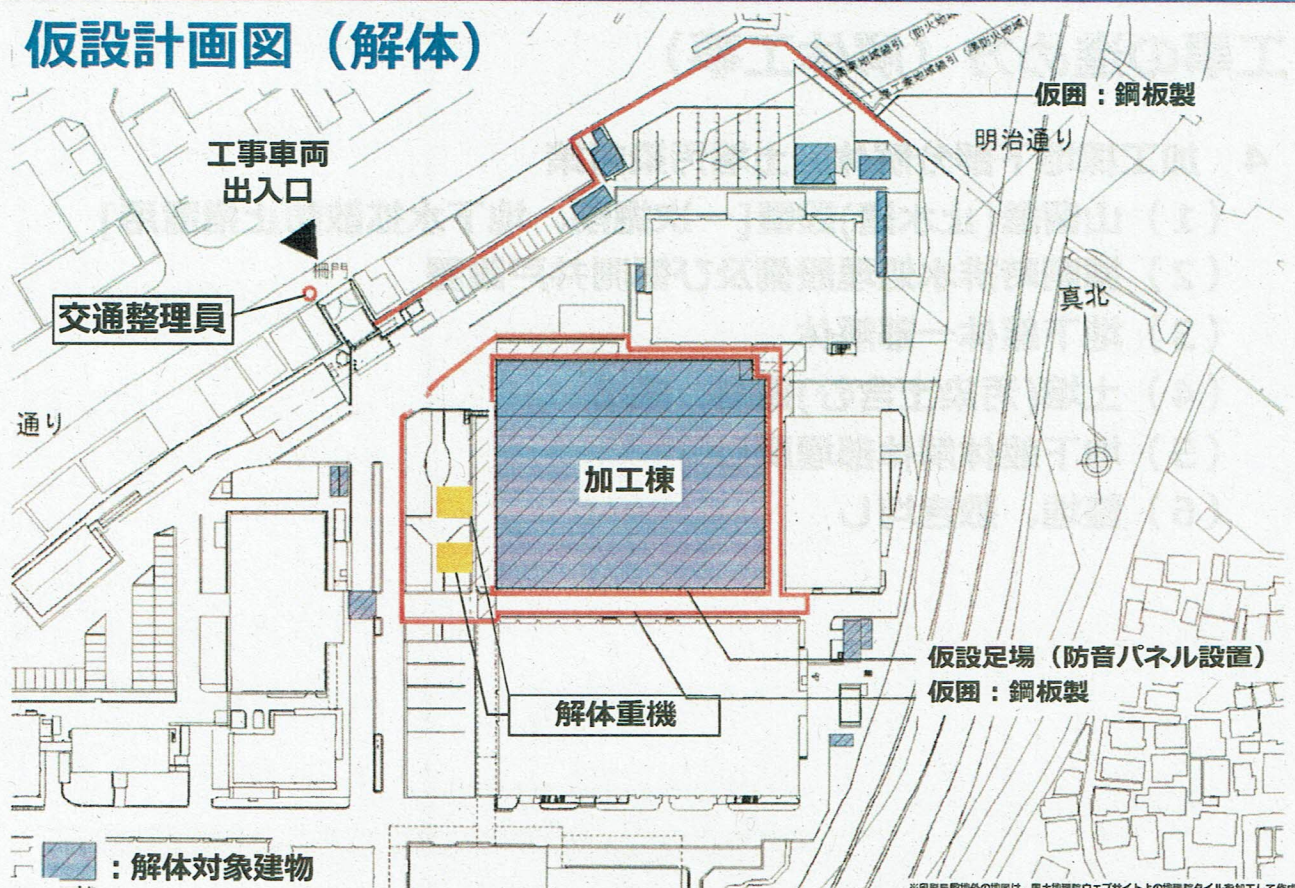 仮設計画図（解体）
仮囲：鋼板製
明治通り
工事車両
出入口
交通整理員
真北
通り
加工棟
仮設足場（防音パネル設置）
仮囲：鋼板製
解体重機
：解体対象建物